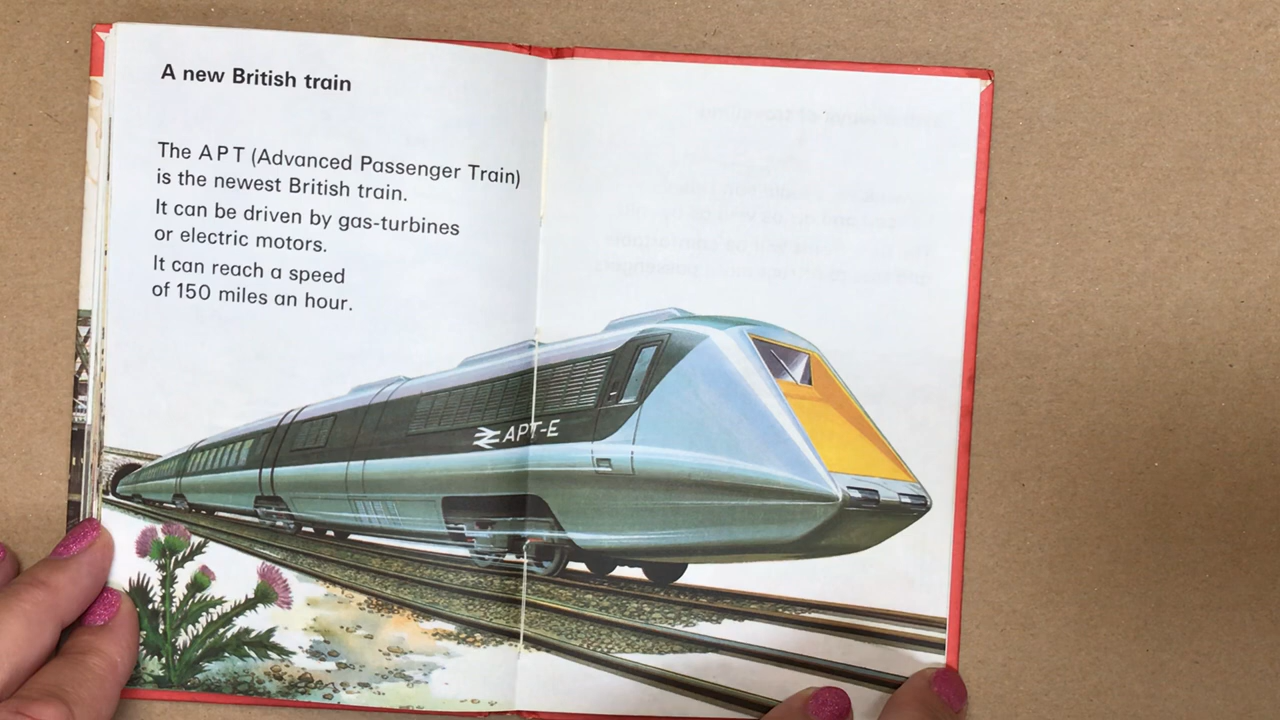 A new British train
The A P T (Advanced Passenger Train)
is the newest British train.
It can be driven by gas-turbines
or electric motors.
It can reach a speed
of 150 miles an hour.
APT-E